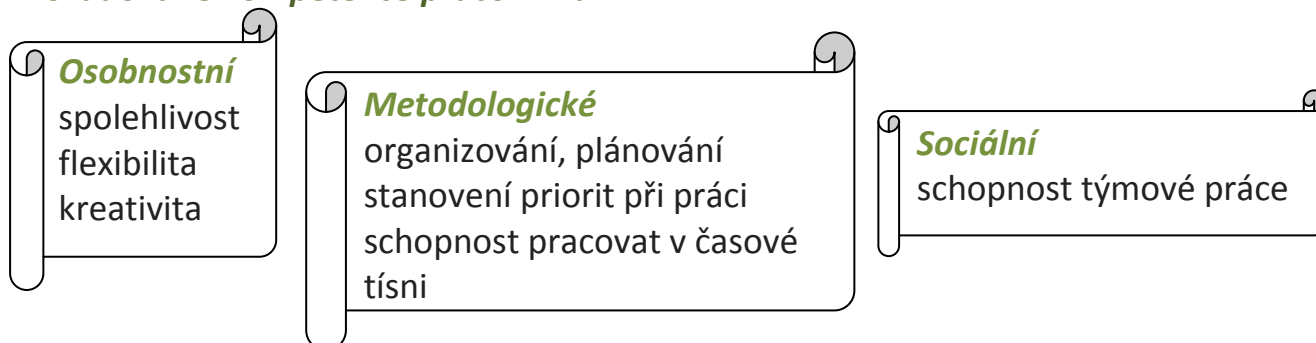 Osobnostní
spolehlivost
flexibilita
kreativita
Metodologické
organizování, plánování
stanovení priorit při práci
schopnost pracovat v časové
tísni
Sociální
schopnost týmové práce